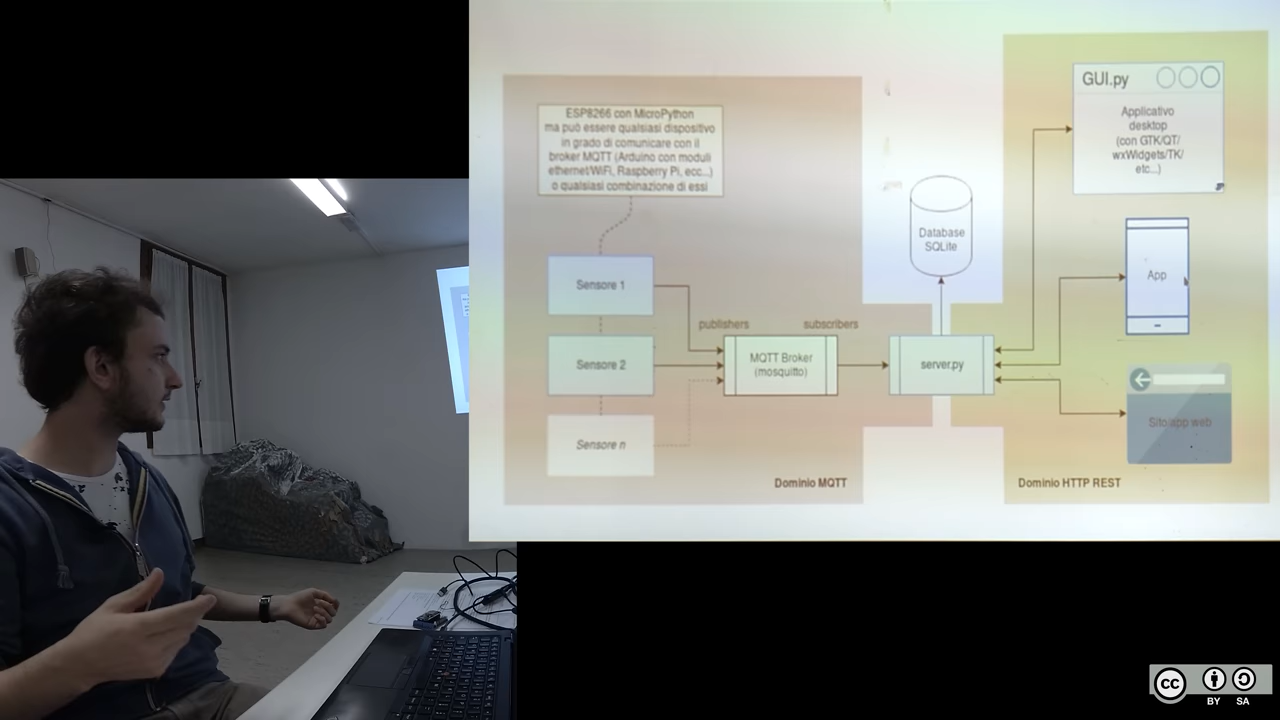 ESP8266 con MicroPython
ma può essere qualsiasi dispositivo
in grado di comunicare con il
broker MQTT (Arduino con moduli
ethernet/WiFi, Raspberry Pi, ecc...)
o qualsiasi combinazione di essi
Sensore 1
Sensore 2
Sensore n
publishers
subscribers
MQTT Broker
(mosquitto)
Dominio MQTT
Database
SQLite
server.py
GUI.py
Applicativo
desktop
(con GTK/QT/
wxWidgets/TK/
etc...)
App
Sito/app web
Dominio HTTP REST
cc
BY SA